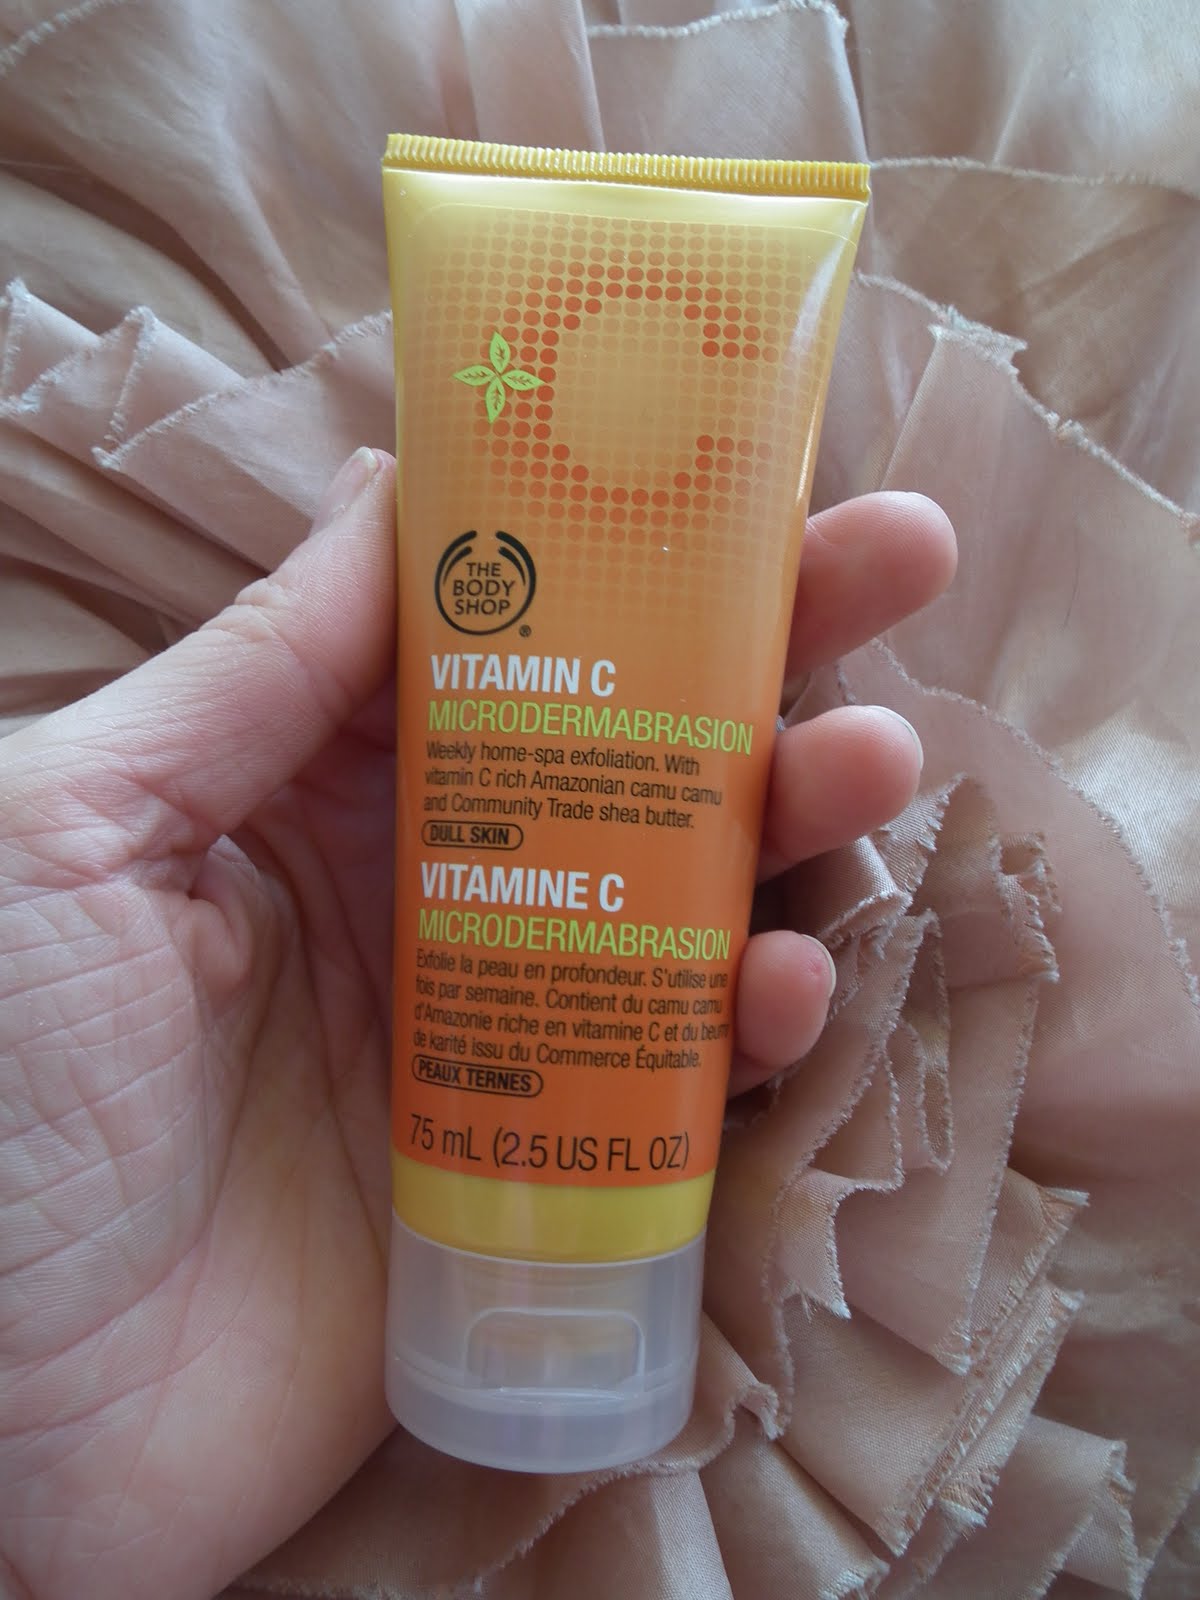 C
THE
BODY
SHOP
®
VITAMIN C
MICRODERMABRASION
Weekly home-spa exfoliation. With
vitamin C rich Amazonian camu camu
and Community Trade shea butter.
DULL SKIN
VITAMINE C
MICRODERMABRASION
Exfolie la peau en profondeur. S'utilise une
fois par semaine. Contient du camu camu
d'Amazonie riche en vitamine C et du beurre
de karité issu du Commerce Équitable.
PEAUX TERNES
75 mL (2.5 US FL OZ)